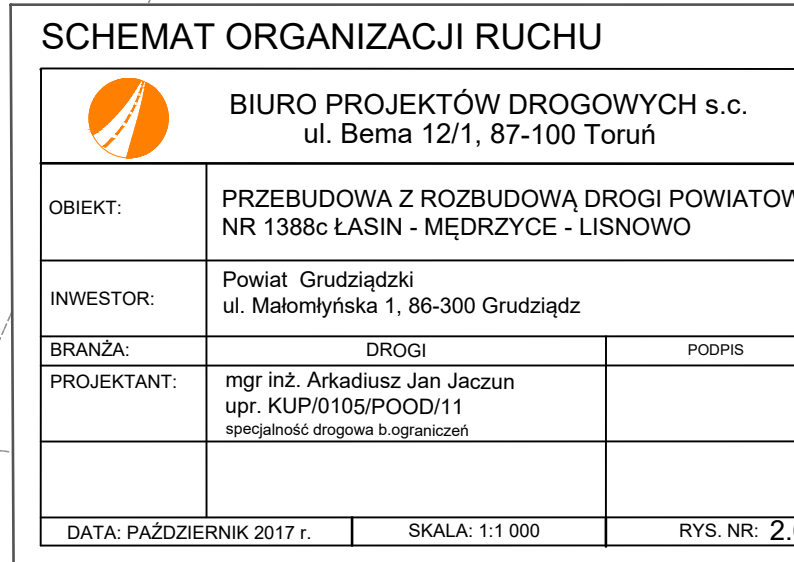 SCHEMAT ORGANIZACJI RUCHU
BIURO PROJEKTÓW DROGOWYCH s.c.
ul. Bema 12/1, 87-100 Toruń
OBIEKT:
PRZEBUDOWA Z ROZBUDOWĄ DROGI POWIATOW
NR 1388c ŁASIN - MĘDRZYCE - LISNOWO
INWESTOR:
Powiat Grudziądzki
ul. Małomłyńska 1, 86-300 Grudziądz
BRANŻA: DROGI PODPIS
PROJEKTANT:
mgr inż. Arkadiusz Jan Jaczun
upr. KUP/0105/POOD/11
specjalność drogowa b.ograniczeń
DATA: PAŹDZIERNIK 2017 r. SKALA: 1:1 000 RYS. NR: 2.